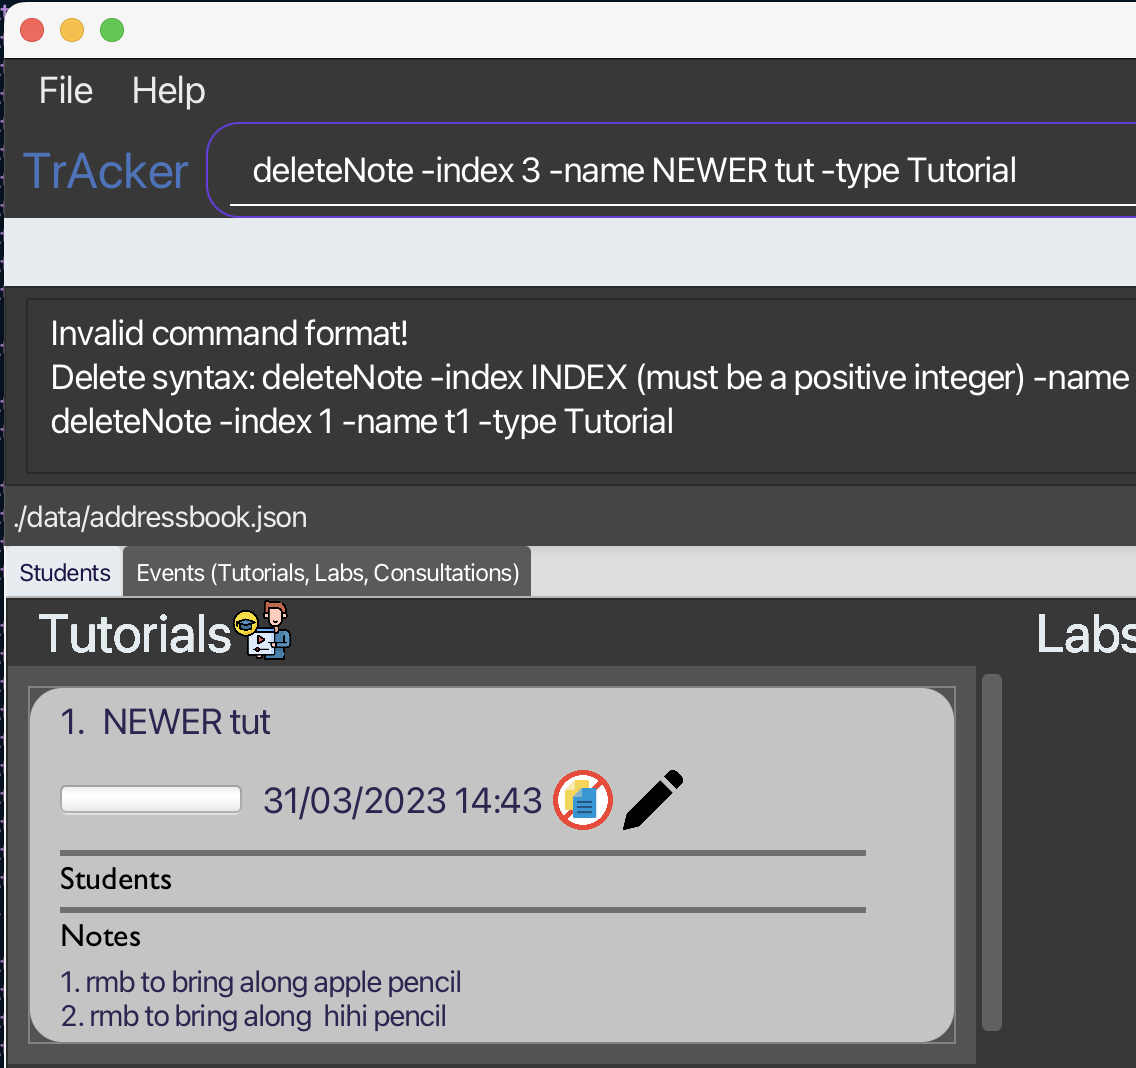 File Help
TrAcker deleteNote -index 3 -name NEWER tut -type Tutorial
Invalid command format!
Delete syntax: deleteNote -index INDEX (must be a positive integer) -name
deleteNote -index 1 -name t1 -type Tutorial
./data/addressbook.json
Students Events (Tutorials, Labs, Consultations)
Tutorials Labs
1. NEWER tut
31/03/2023 14:43
Students
Notes
1. rmb to bring along apple pencil
2. rmb to bring along  hihi pencil